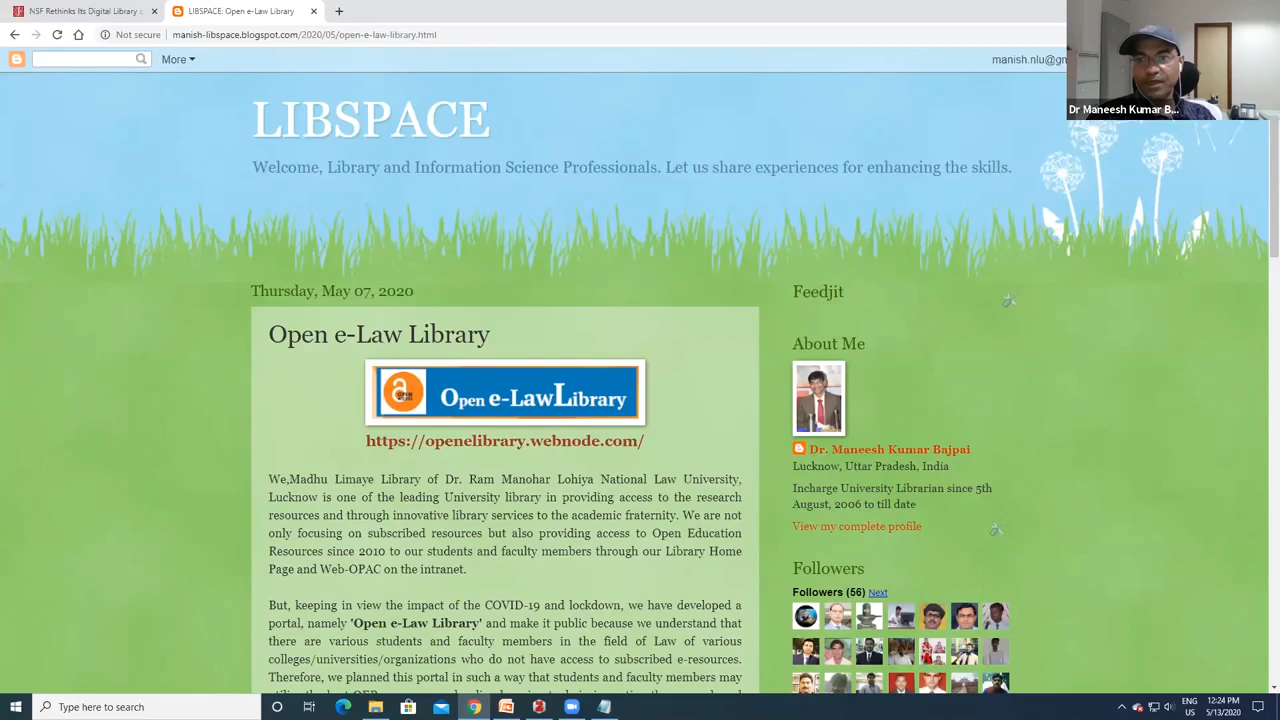 NSF Rethinks Its Digital Library
LIBSPACE: Open e-Law Library
Not secure
manish-libspace.blogspot.com/2020/05/open-e-law-library.html
More
manish.nlu@gm
Dr Maneesh Kumar B...
LIBSPACE
Welcome, Library and Information Science Professionals. Let us share experiences for enhancing the skills.
Thursday, May 07, 2020
Open e-Law Library
Open e-LawLibrary
https://openelibrary.webnode.com/
We,Madhu Limaye Library of Dr. Ram Manohar Lohiya National Law University,
Lucknow is one of the leading University library in providing access to the research
resources and through innovative library services to the academic fraternity. We are not
only focusing on subscribed resources but also providing access to Open Education
Resources since 2010 to our students and faculty members through our Library Home
Page and Web-OPAC on the intranet.
But, keeping in view the impact of the COVID-19 and lockdown, we have developed a
portal, namely 'Open e-Law Library' and make it public because we understand that
there are various students and faculty members in the field of Law of various
colleges/universities/organizations who do not have access to subscribed e-resources.
Therefore, we planned this portal in such a way that students and faculty members may
Feedjit
About Me
Dr. Maneesh Kumar Bajpai
Lucknow, Uttar Pradesh, India
Incharge University Librarian since 5th
August, 2006 to till date
View my complete profile
Followers
Followers (56) Next
Type here to search
ENG
US
12:24 PM
5/13/2020